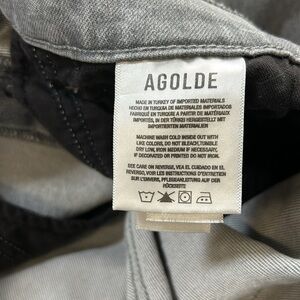 AGOLDE
MADE IN TURKEY OF IMPORTED MATERIALS
HECHO EN TURQUIA DE MATERIALES IMPORTADOS
FABRIQUÉ EN TURQUIE A PARTIR DE MATÉRIAUX
IMPORTÉS, IN DER TÜRKEI HERGESTELLT MIT
IMPORTIERTEN MATERIALIEN
MACHINE WASH COLD INSIDE OUT WITH
LIKE COLORS, DO NOT BLEACH,TUMBLE
DRY LOW, IRON MEDIUM IF NECESSARY.
IF DECORATED OR PRINTED DO NOT IRON.
SEE CARE ON REVERSE, VEA EL CUIDADO EN EL
REVERSO, VOIR LES INSTRUCTIONS D'ENTRETIEN
SUR L'ENVERS, PFLEGEANLEITUNG AUF DER
RÜCKSEITE